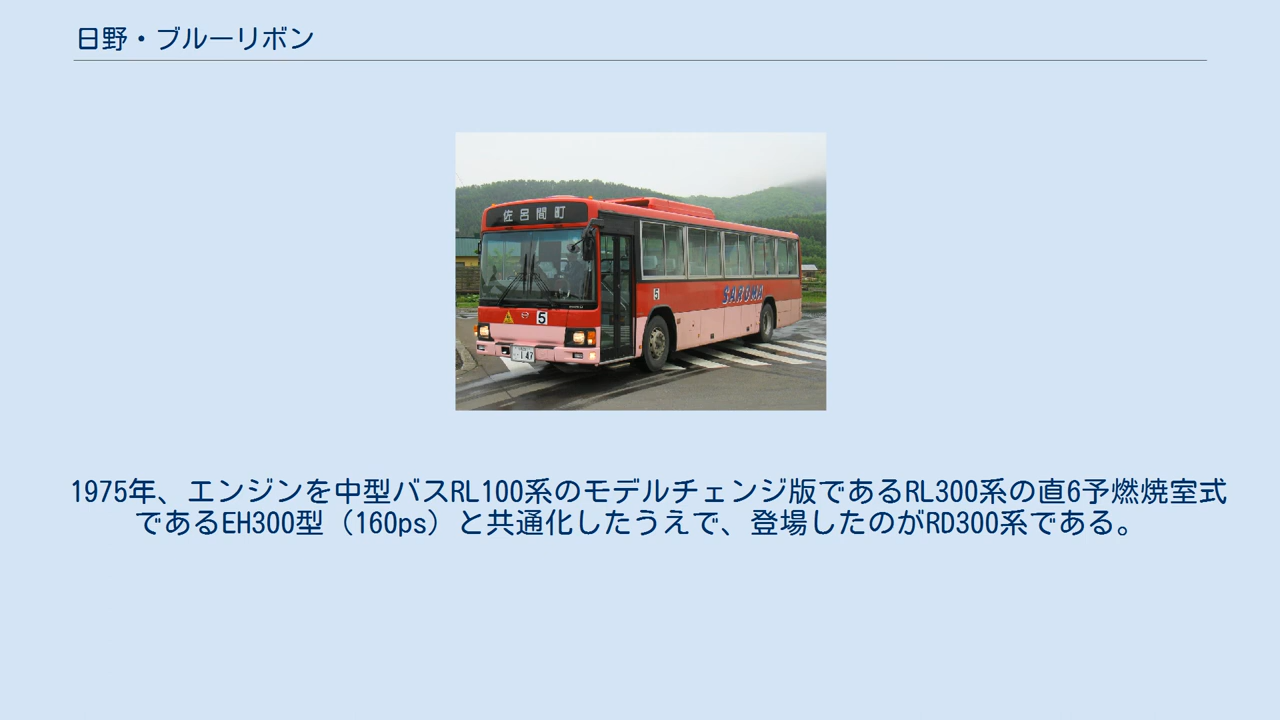 日野・ブルーリボン
佐呂間町
5
SAROMA
5
・147
1975年、エンジンを中型バスRL100系のモデルチェンジ版であるRL300系の直6予燃焼室式
であるEH300型（160ps）と共通化したうえで、登場したのがRD300系である。